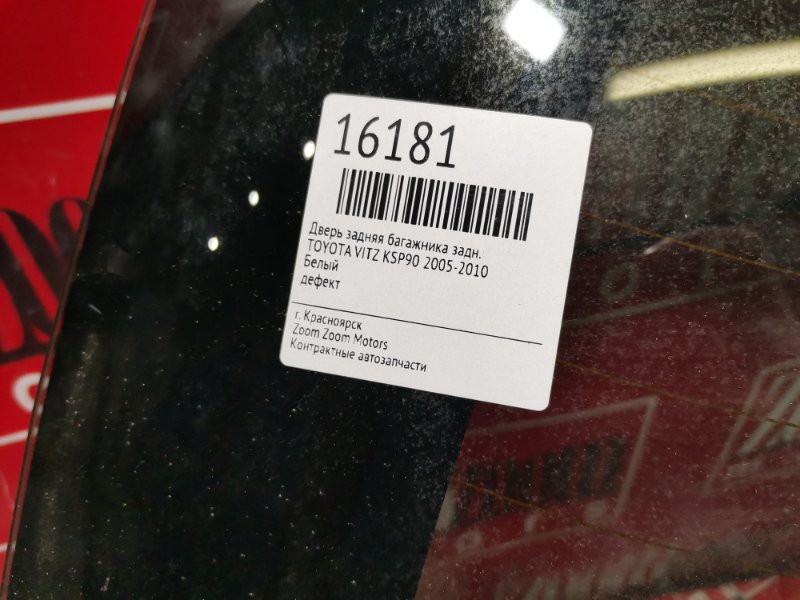 16181
Дверь задняя багажника задн.
TOYOTA VITZ KSP90 2005-2010
Белый
дефект
г. Красноярск
Zoom Zoom Motors
Контрактные автозапчасти